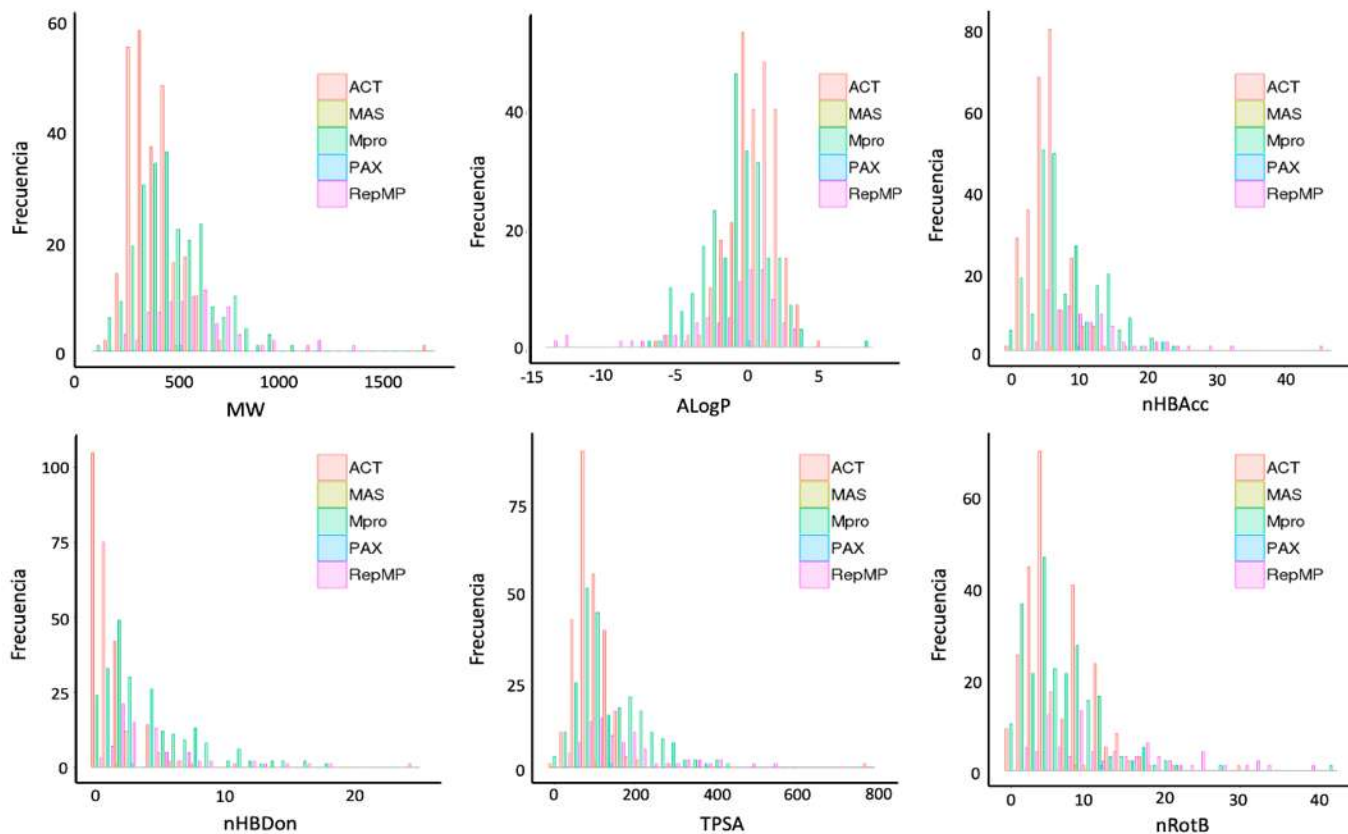 60
40
20
0
Frecuencia
ACT
MAS
Mpro
PAX
RepMP
0 500 1000 1500
MW
40
20
0
Frecuencia
ACT
MAS
Mpro
PAX
RepMP
-15 -10 -5 0 5
ALogP
80
60
40
20
0
Frecuencia
ACT
MAS
Mpro
PAX
RepMP
0 10 20 30 40
nHBAcc
100
75
50
25
0
Frecuencia
ACT
MAS
Mpro
PAX
RepMP
0 10 20
nHBDon
75
50
25
0
Frecuencia
ACT
MAS
Mpro
PAX
RepMP
0 200 400 600 800
TPSA
60
40
20
0
Frecuencia
ACT
MAS
Mpro
PAX
RepMP
0 10 20 30 40
nRotB